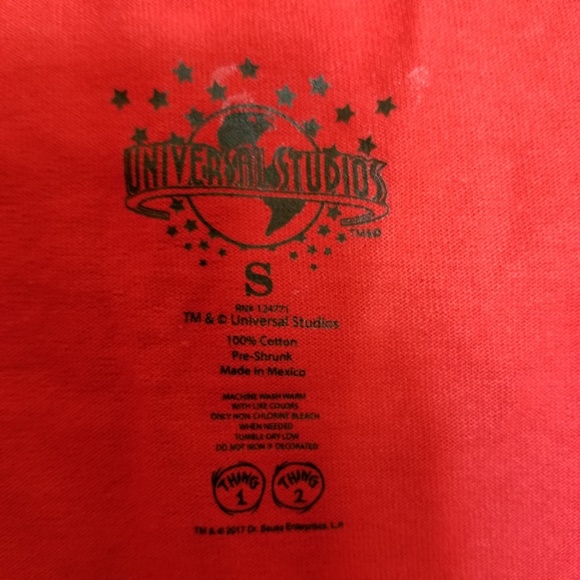 UNIVERSAL STUDIOS
TM&©
S
RN# 124771
TM & © Universal Studios
100% Cotton
Pre-Shrunk
Made in Mexico
MACHINE WASH WARM
WITH LIKE COLORS
ONLY NON-CHLORINE BLEACH
WHEN NEEDED
TUMBLE DRY LOW
DO NOT IRON IF DECORATED
THING 1
THING 2
TM & © 2017 Dr. Seuss Enterprises, L.P.